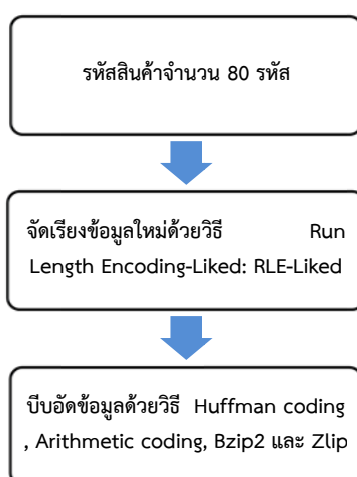 รหัสสินค้าจำนวน 80 รหัส
จัดเรียงข้อมูลใหม่ด้วยวิธี Run
Length Encoding-Liked: RLE-Liked
บีบอัดข้อมูลด้วยวิธี Huffman coding
, Arithmetic coding, Bzip2 และ Zlip